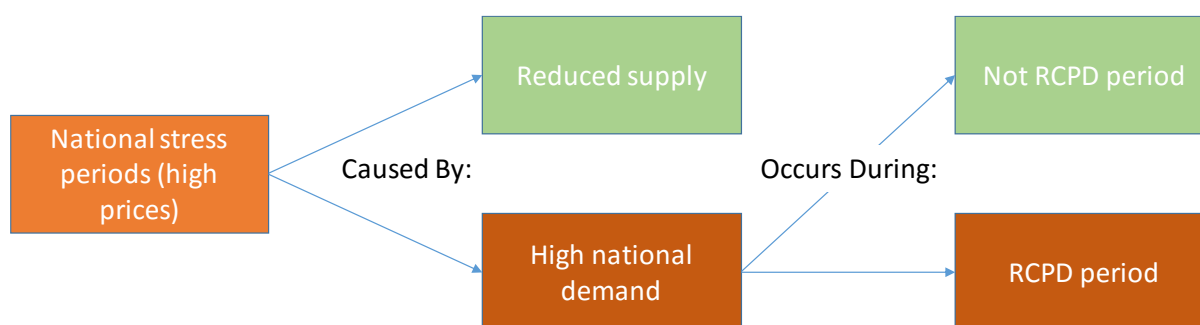 National stress
periods (high
prices)
Caused By:
Reduced supply
High national
demand
Occurs During:
Not RCPD period
RCPD period